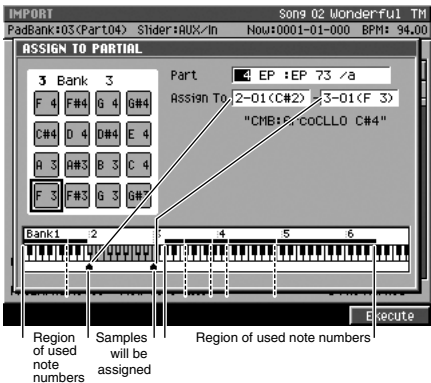 IMPORT Song 02 Wonderful TM
PadBank:03(Part04) Slider:AUX/In Now:0001-01-000 BPM: 94.00
ASSIGN TO PARTIAL
3 Bank 3
Part 4 EP :EP 73 /a
Assign To 2-01(C#2) - 3-01(F 3)
C#4"
F 4 F#4 G 4 G#4
C#4 D 4 D#4 E 4
A 3 A#3 B 3 C 4
F 3 F#3 G 3 G#3
Bank1 :2 :4 :5 :6
Execute
Region of used note numbers
Samples will be assigned
Region of used note numbers